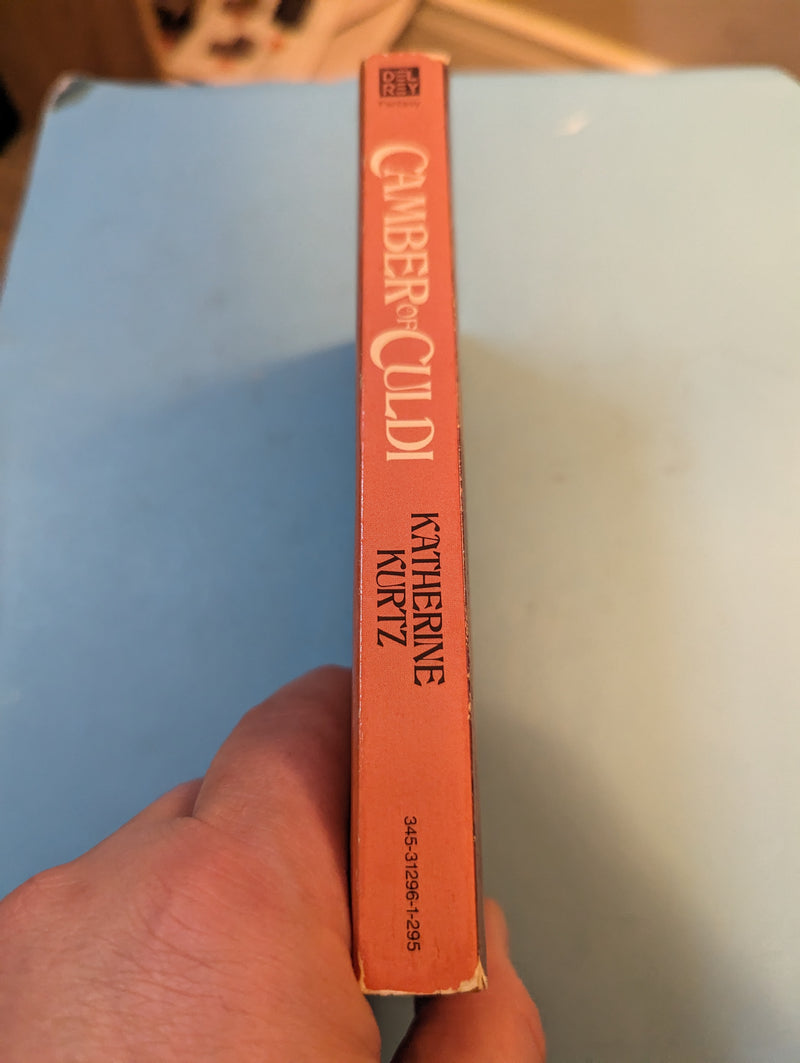 DEL
REY
Fantasy
CAMBER OF CULDI
KATHERINE
KURTZ
345-31296-1-295